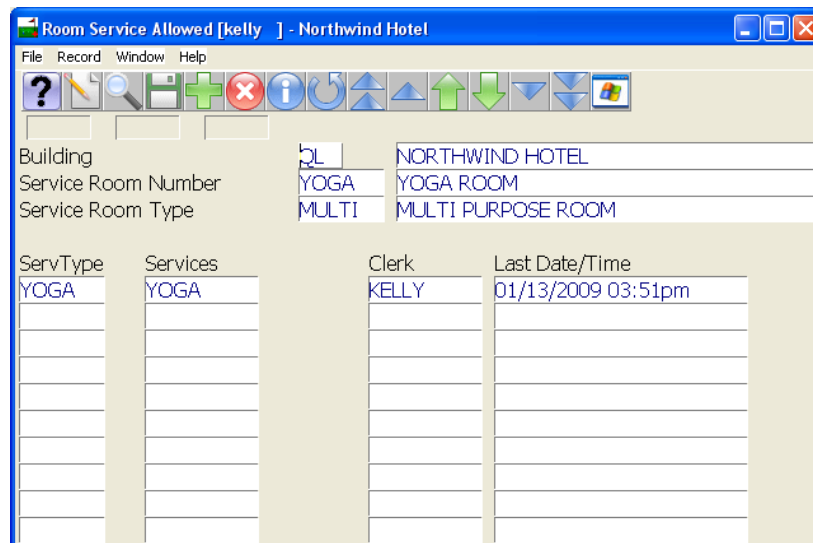 Room Service Allowed [kelly ] - Northwind Hotel
File Record Window Help
Building QL NORTHWIND HOTEL
Service Room Number YOGA YOGA ROOM
Service Room Type MULTI MULTI PURPOSE ROOM
ServType Services Clerk Last Date/Time
YOGA YOGA KELLY 01/13/2009 03:51pm